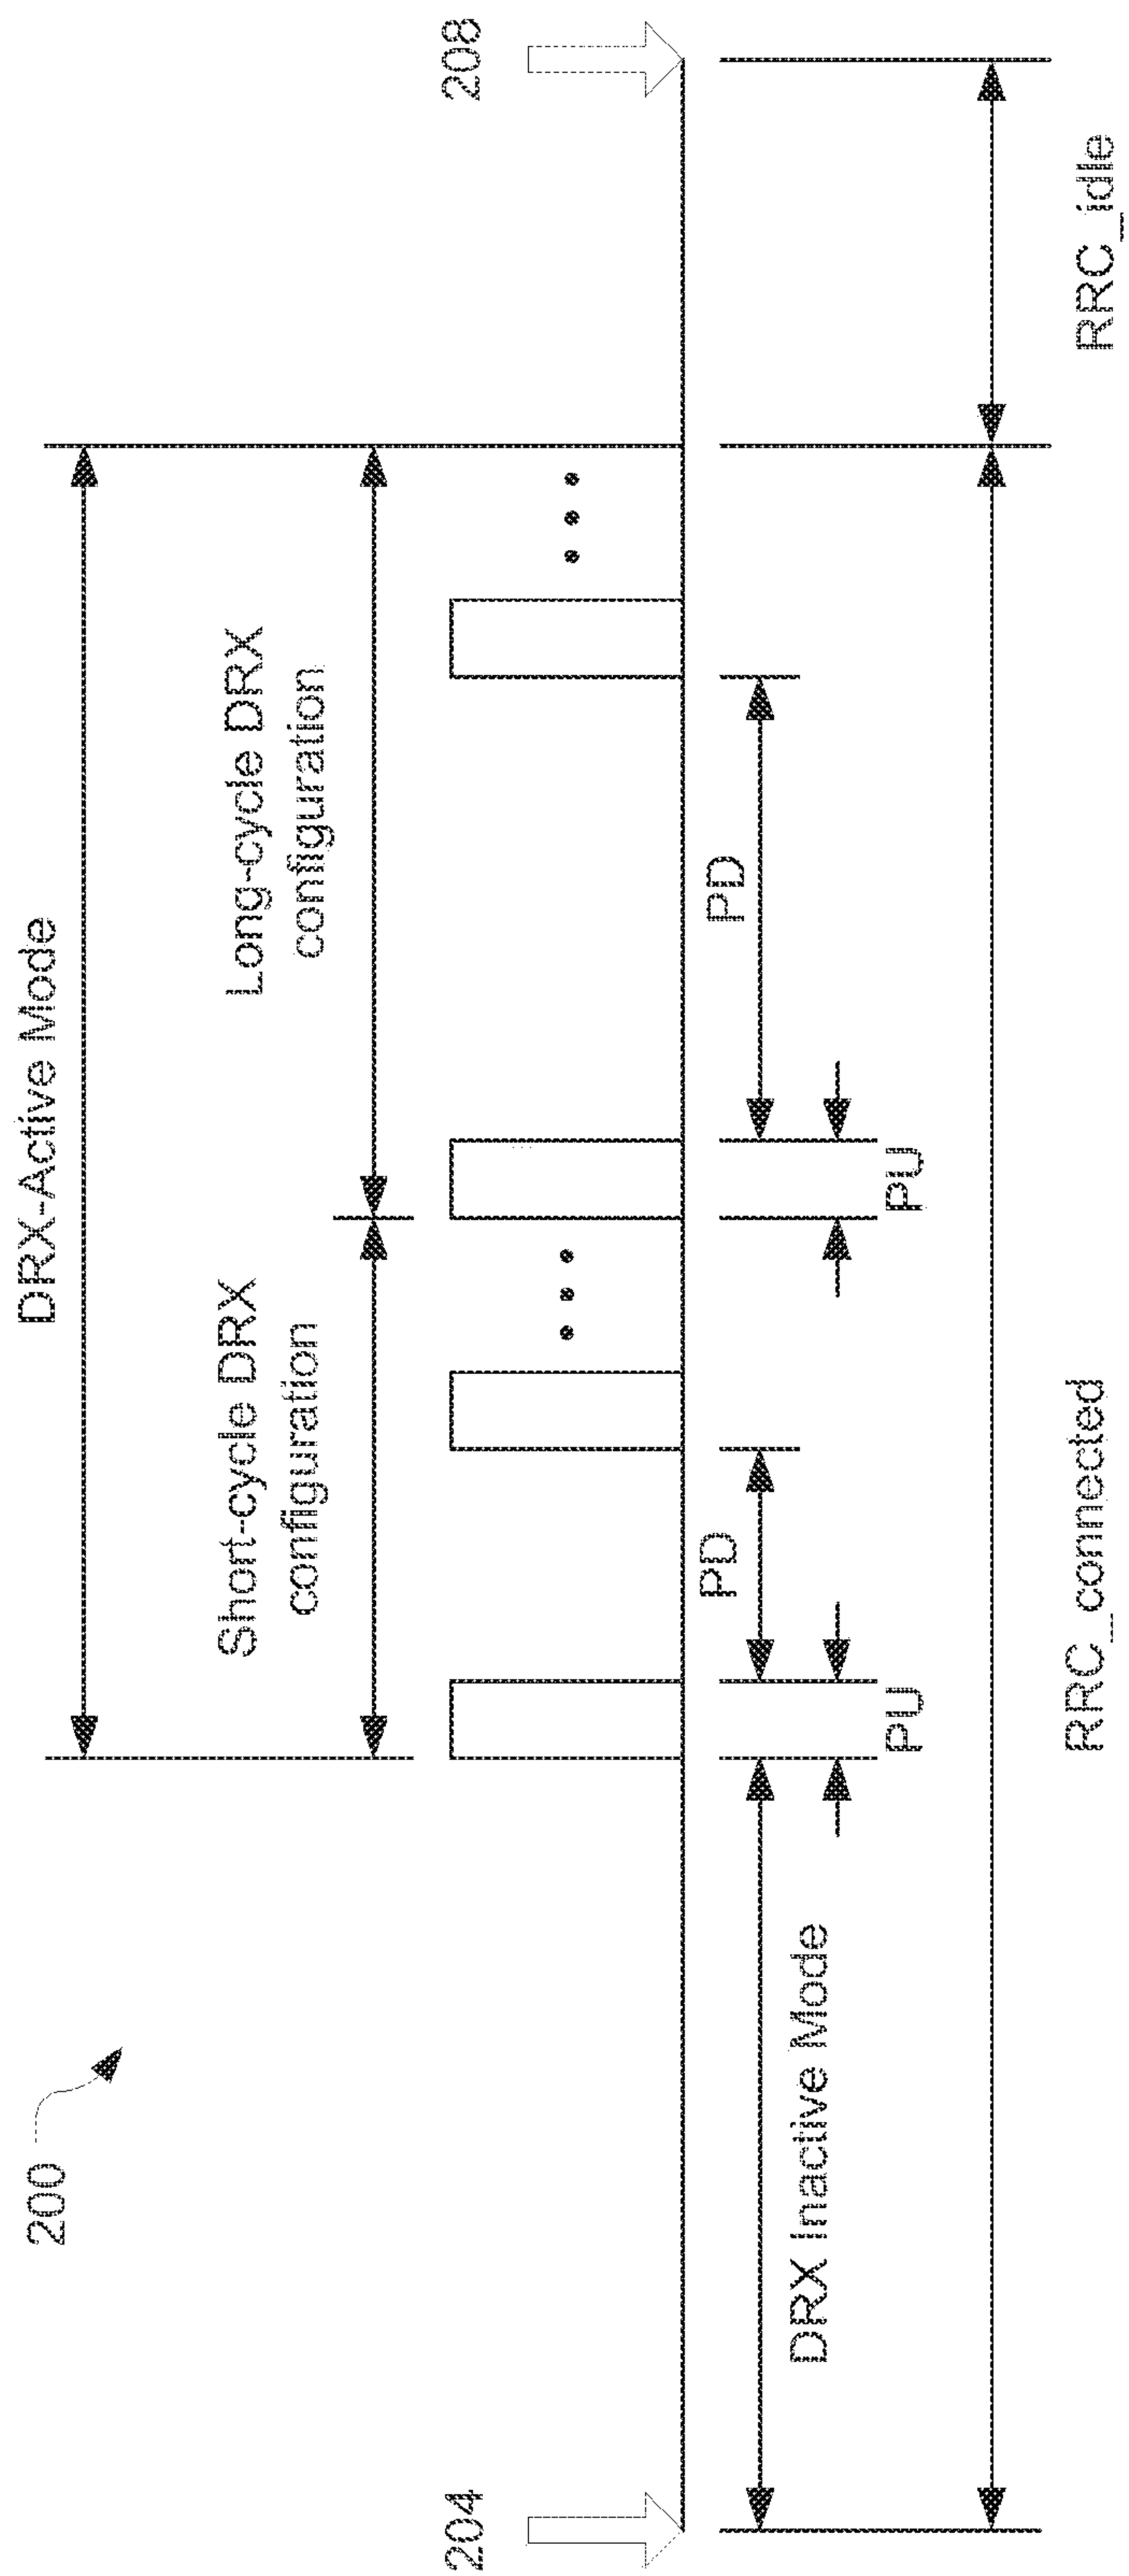 200
DRX-Active Mode
Short-cycle DRX
configuration
Long-cycle DRX
configuration
204
208
PD
PD
DRX Inactive Mode
PU
PU
RRC_connected
RRC_idle